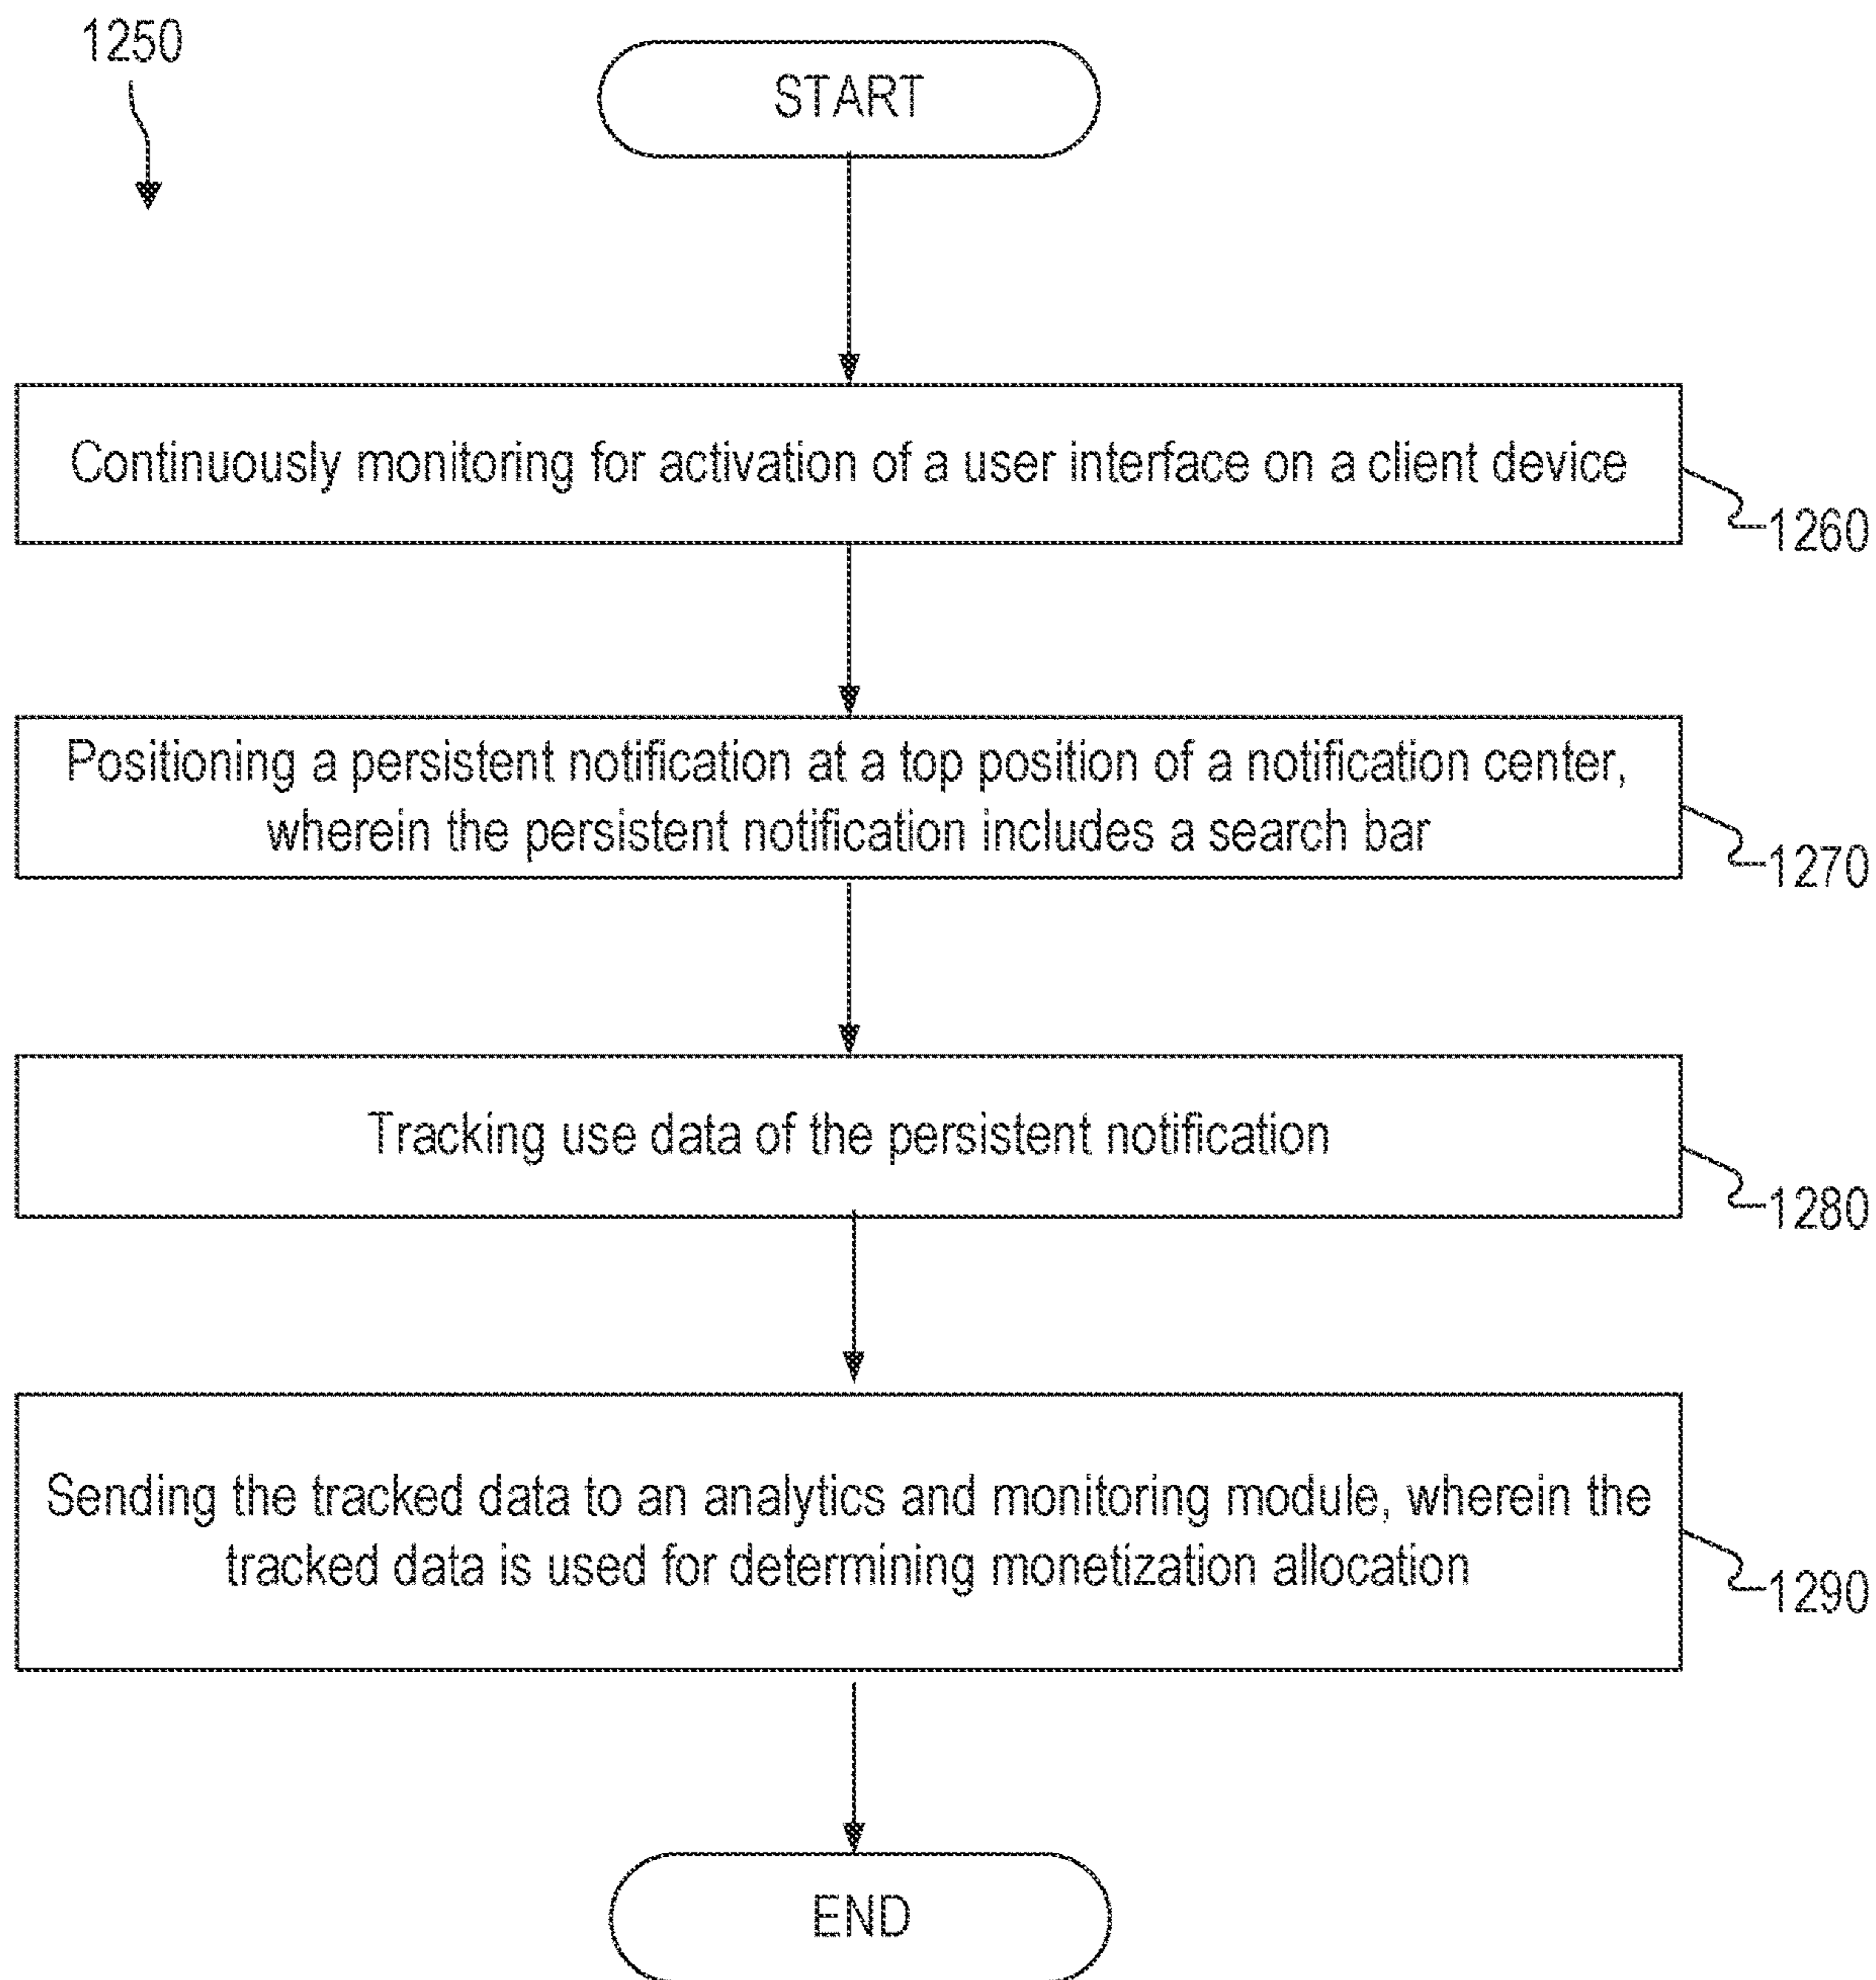 1250
START
Continuously monitoring for activation of a user interface on a client device
1260
Positioning a persistent notification at a top position of a notification center,
wherein the persistent notification includes a search bar
1270
Tracking use data of the persistent notification
1280
Sending the tracked data to an analytics and monitoring module, wherein the
tracked data is used for determining monetization allocation
1290
END